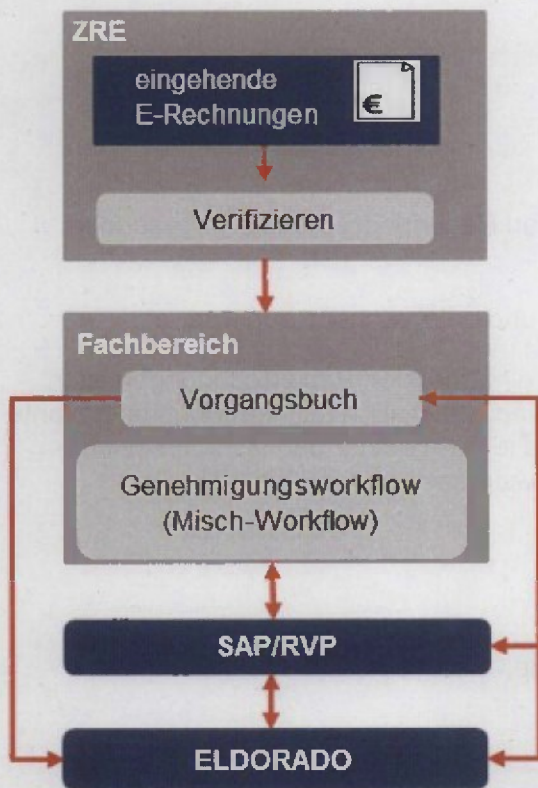 ZRE
eingehende
E-Rechnungen
€
Verifizieren
Fachbereich
Vorgangsbuch
Genehmigungsworkflow
(Misch-Workflow)
SAP/RVP
ELDORADO